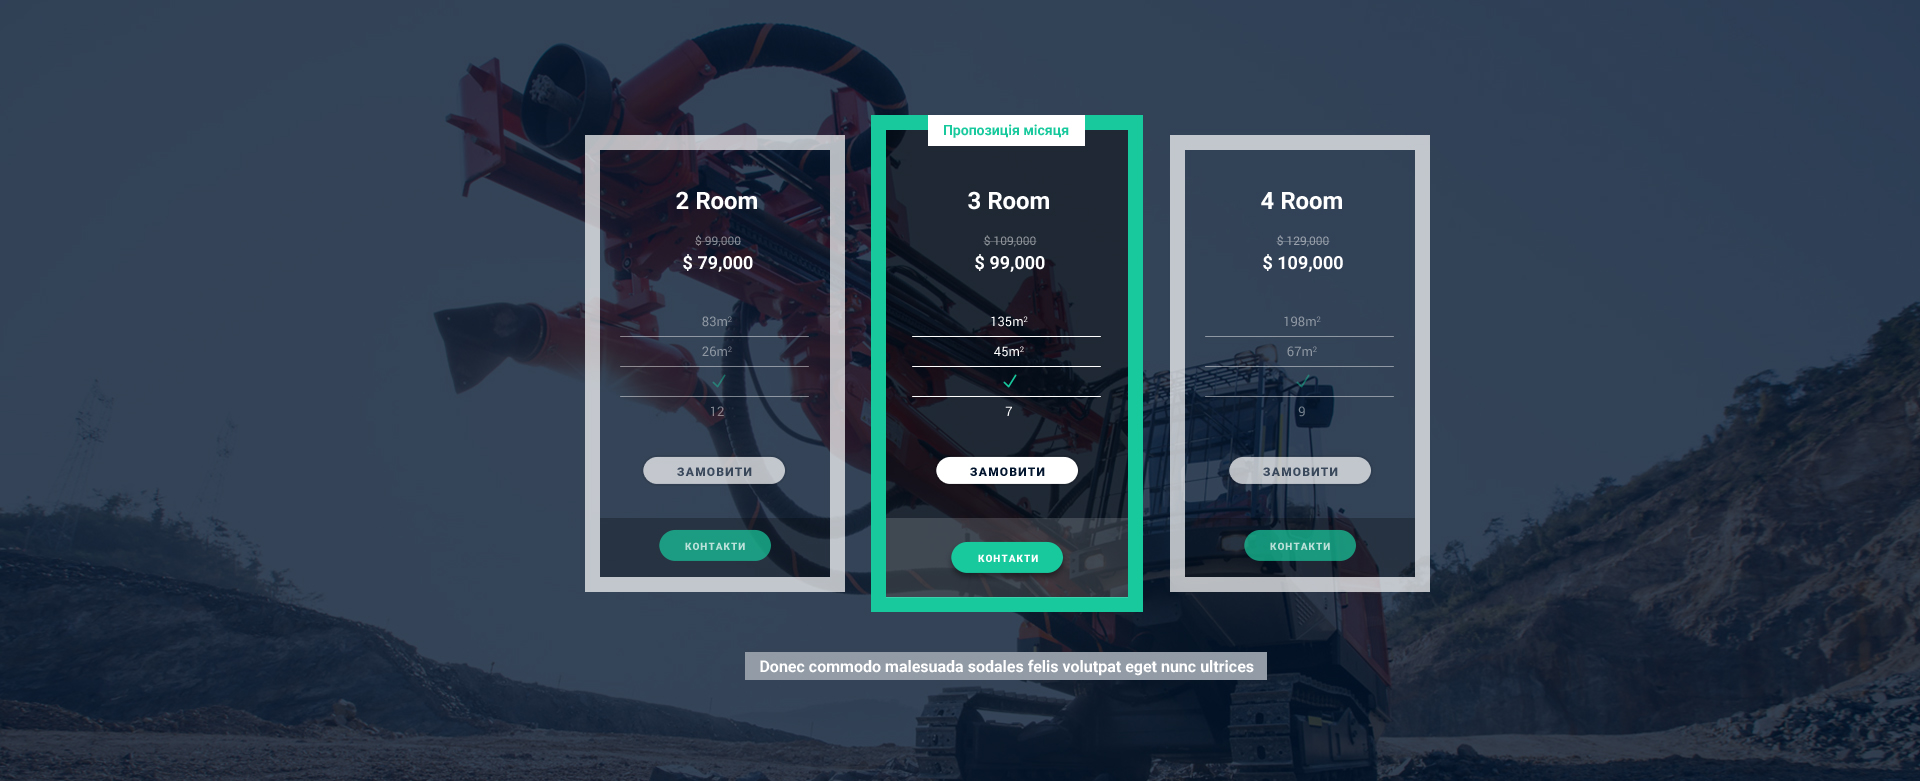 2 Room
$ 99,000
$ 79,000
83m²
26m²
12
ЗАМОВИТИ
КОНТАКТИ
Пропозиція місяця
3 Room
$ 109,000
$ 99,000
135m²
45m²
7
ЗАМОВИТИ
КОНТАКТИ
4 Room
$ 129,000
$ 109,000
198m²
67m²
9
ЗАМОВИТИ
КОНТАКТИ
Donec commodo malesuada sodales felis volutpat eget nunc ultrices